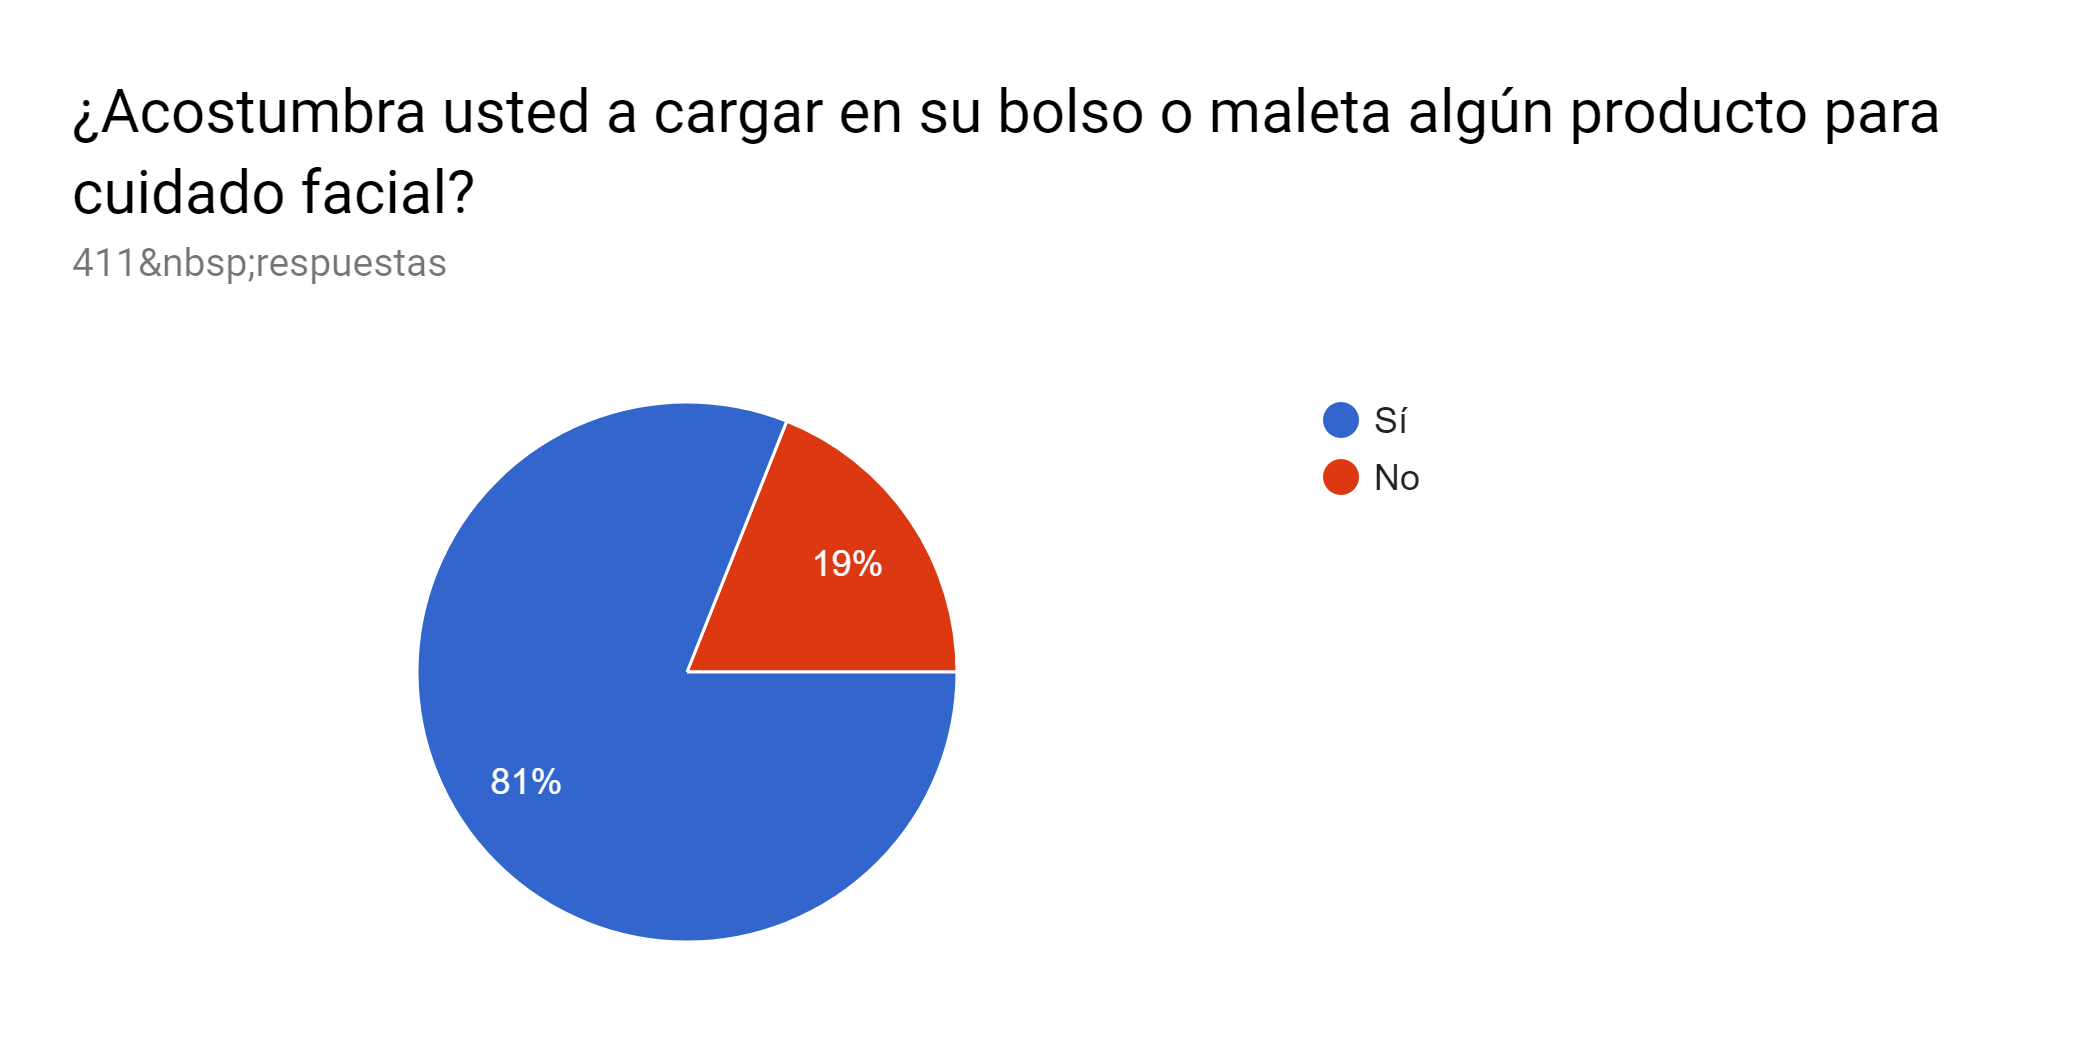 ¿Acostumbra usted a cargar en su bolso o maleta algún producto para
cuidado facial?
411&nbsp;respuestas
Sí
No
19%
81%